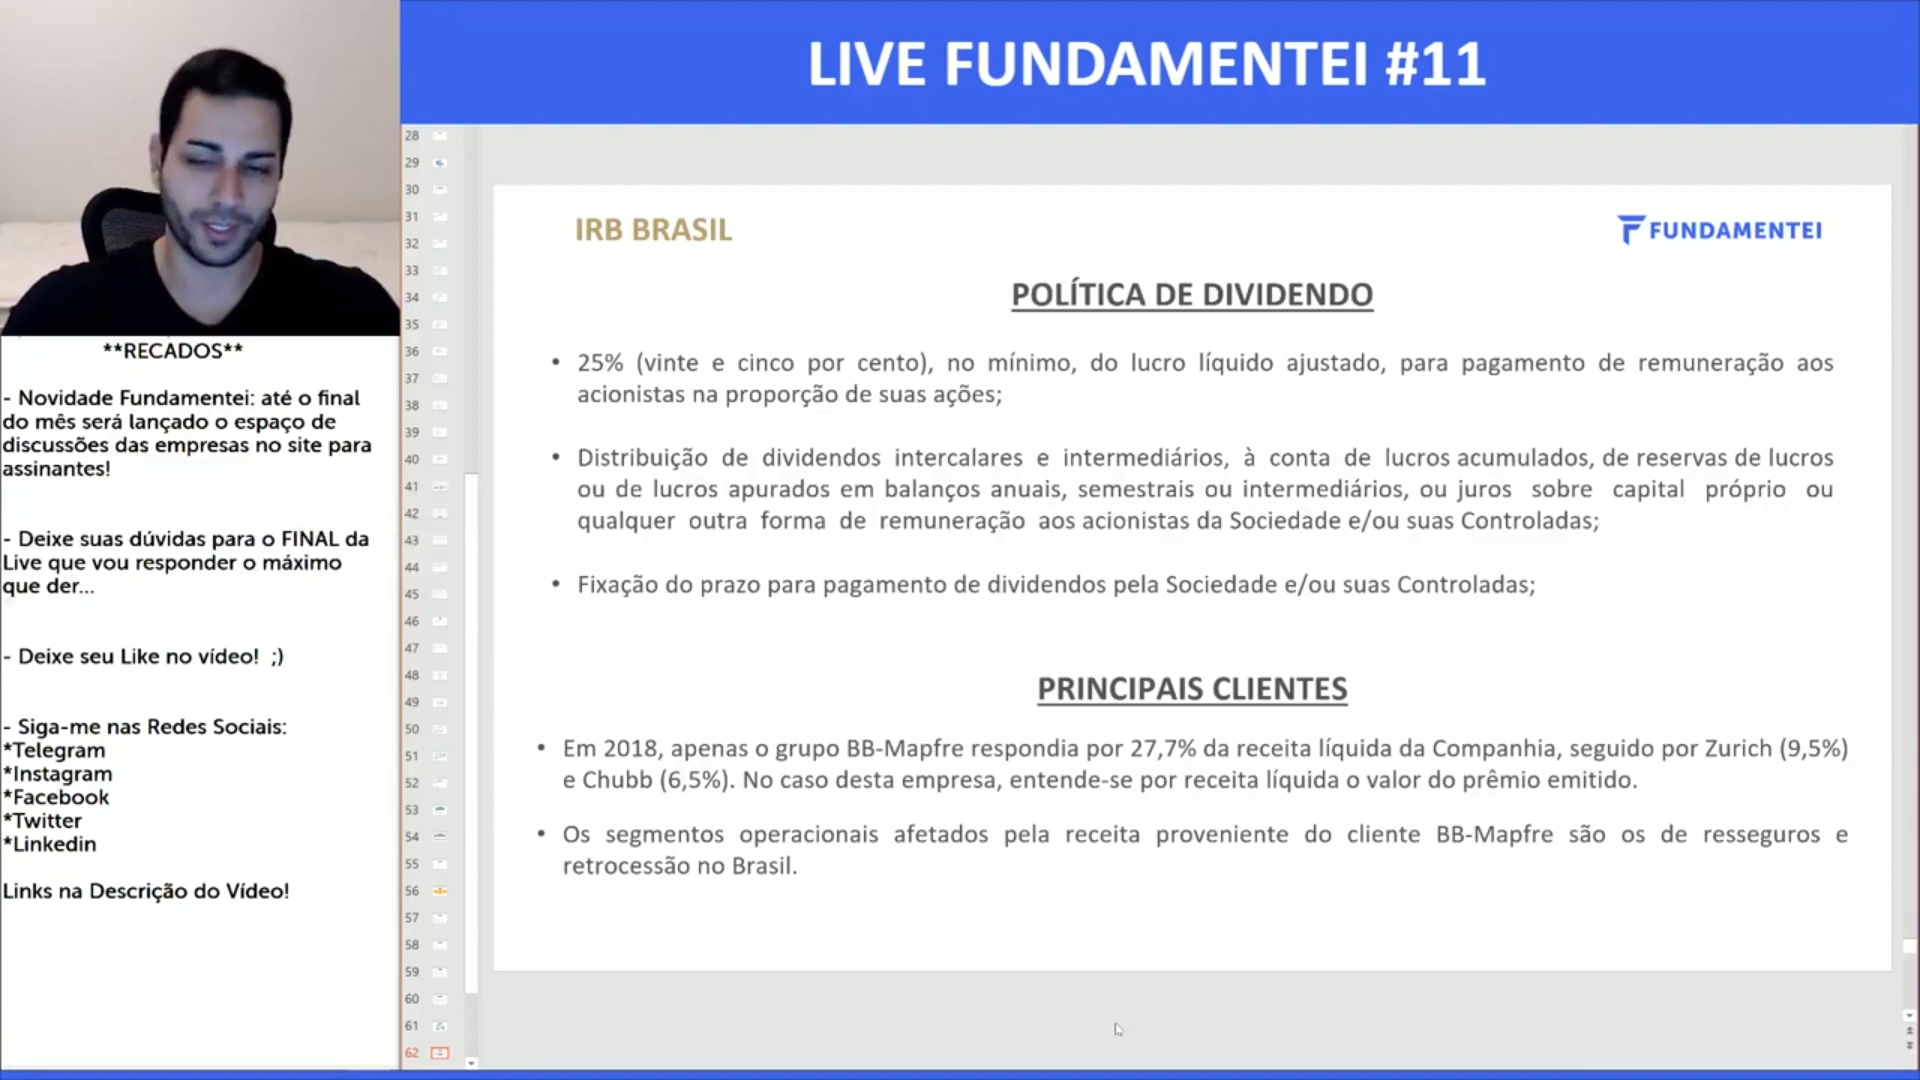 LIVE FUNDAMENTEI #11
**RECADOS**
- Novidade Fundamentei: até o final
do mês será lançado o espaço de
discussões das empresas no site para
assinantes!
- Deixe suas dúvidas para o FINAL da
Live que vou responder o máximo
que der...
- Deixe seu Like no vídeo!  ;)
- Siga-me nas Redes Sociais:
*Telegram
*Instagram
*Facebook
*Twitter
*Linkedin
Links na Descrição do Vídeo!
28
29
30
31
32
33
34
35
36
37
38
39
40
41
42
43
44
45
46
47
48
49
50
51
52
53
54
55
56
57
58
59
60
61
62
IRB BRASIL
FUNDAMENTEI
POLÍTICA DE DIVIDENDO
• 25% (vinte e cinco por cento), no mínimo, do lucro líquido ajustado, para pagamento de remuneração aos
acionistas na proporção de suas ações;
• Distribuição de dividendos intercalares e intermediários, à conta de lucros acumulados, de reservas de lucros
ou de lucros apurados em balanços anuais, semestrais ou intermediários, ou juros sobre capital próprio ou
qualquer outra forma de remuneração aos acionistas da Sociedade e/ou suas Controladas;
• Fixação do prazo para pagamento de dividendos pela Sociedade e/ou suas Controladas;
PRINCIPAIS CLIENTES
• Em 2018, apenas o grupo BB-Mapfre respondia por 27,7% da receita líquida da Companhia, seguido por Zurich (9,5%)
e Chubb (6,5%). No caso desta empresa, entende-se por receita líquida o valor do prêmio emitido.
• Os segmentos operacionais afetados pela receita proveniente do cliente BB-Mapfre são os de resseguros e
retrocessão no Brasil.